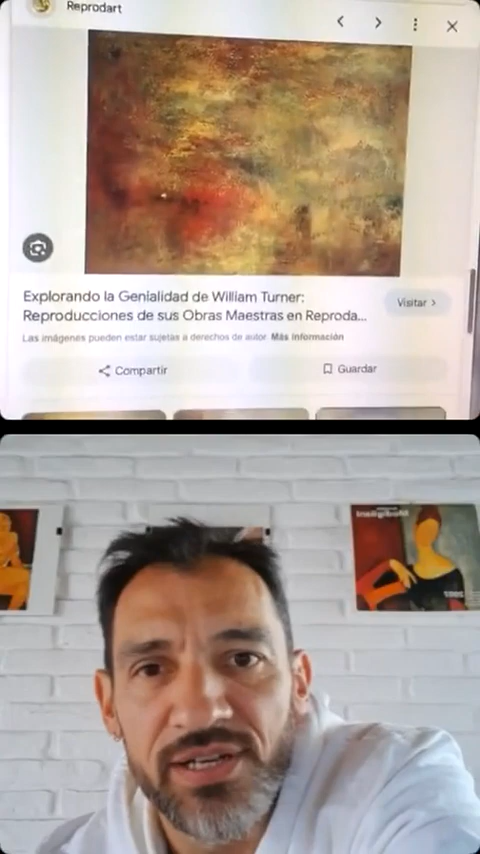 Reprodart
Explorando la Genialidad de William Turner:
Reproducciones de sus Obras Maestras en Reproda...
Visitar >
Las imágenes pueden estar sujetas a derechos de autor. Más información
Compartir
Guardar